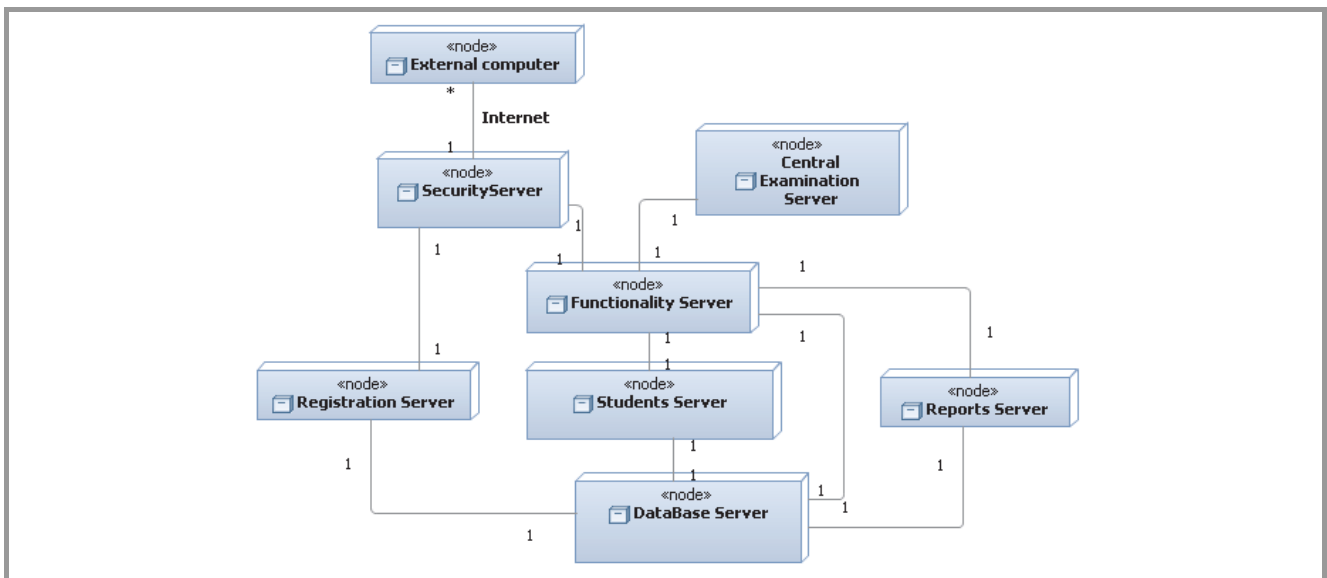 «node»
External computer
*
Internet
1
«node»
SecurityServer
«node»
Central
Examination
Server
1
1
1
1
1
1
«node»
Functionality Server
1
1
1
1
1
1
«node»
Registration Server
«node»
Students Server
«node»
Reports Server
1
1
1
1
«node»
DataBase Server
1
1
1